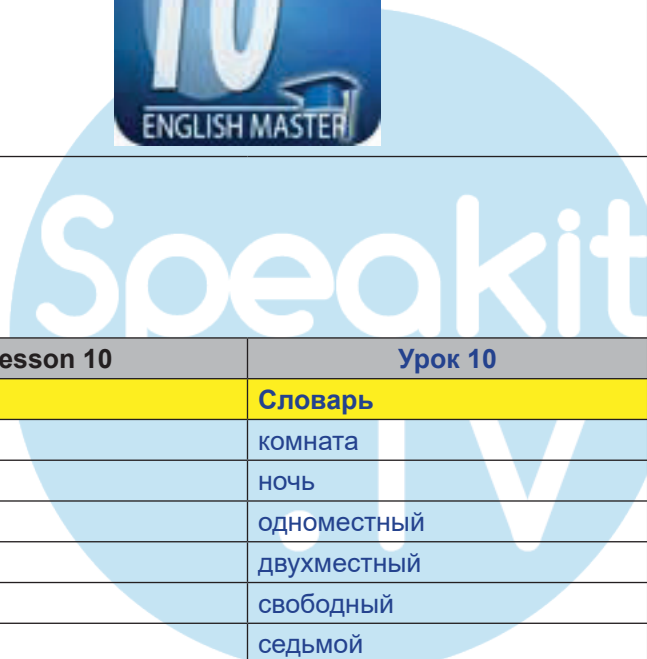 10
ENGLISH MASTER
Speakit
.TV
esson 10 Урок 10
Словарь
комната
ночь
одноместный
двухместный
свободный
седьмой